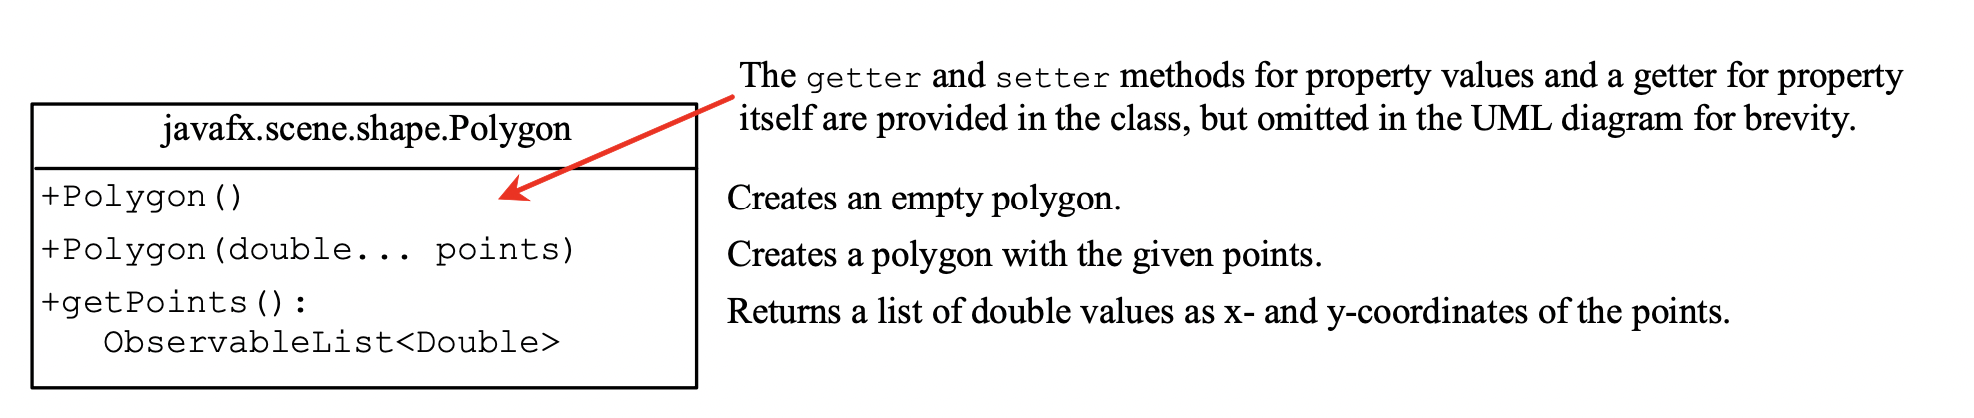 The getter and setter methods for property values and a getter for property
itself are provided in the class, but omitted in the UML diagram for brevity.
javafx.scene.shape.Polygon
+Polygon()
Creates an empty polygon.
+Polygon(double... points)
Creates a polygon with the given points.
+getPoints():
ObservableList<Double>
Returns a list of double values as x- and y-coordinates of the points.